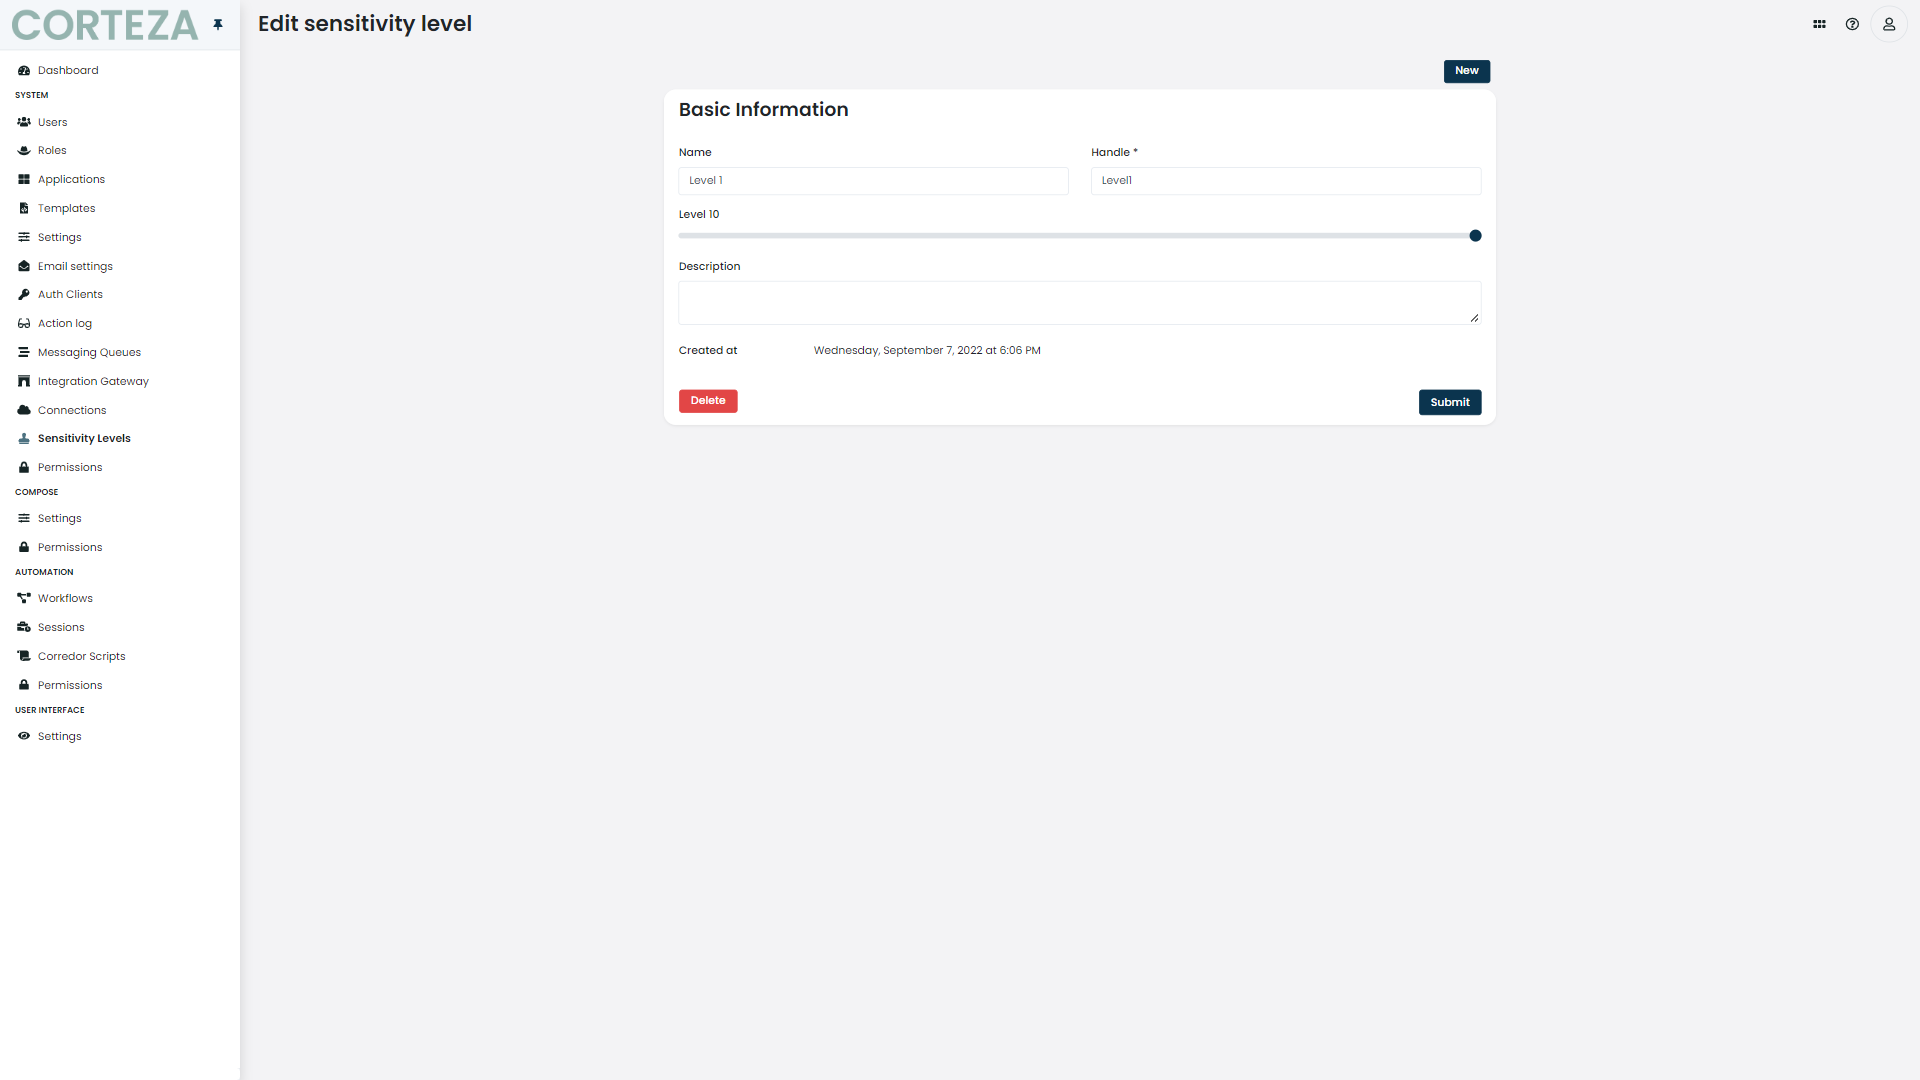 CORTEZA
Edit sensitivity level
Dashboard
SYSTEM
Users
Roles
Applications
Templates
Settings
Email settings
Auth Clients
Action log
Messaging Queues
Integration Gateway
Connections
Sensitivity Levels
Permissions
COMPOSE
Settings
Permissions
AUTOMATION
Workflows
Sessions
Corredor Scripts
Permissions
USER INTERFACE
Settings
New
Basic Information
Name
Handle *
Level 1
Level1
Level 10
Description
Created at
Wednesday, September 7, 2022 at 6:06 PM
Delete
Submit